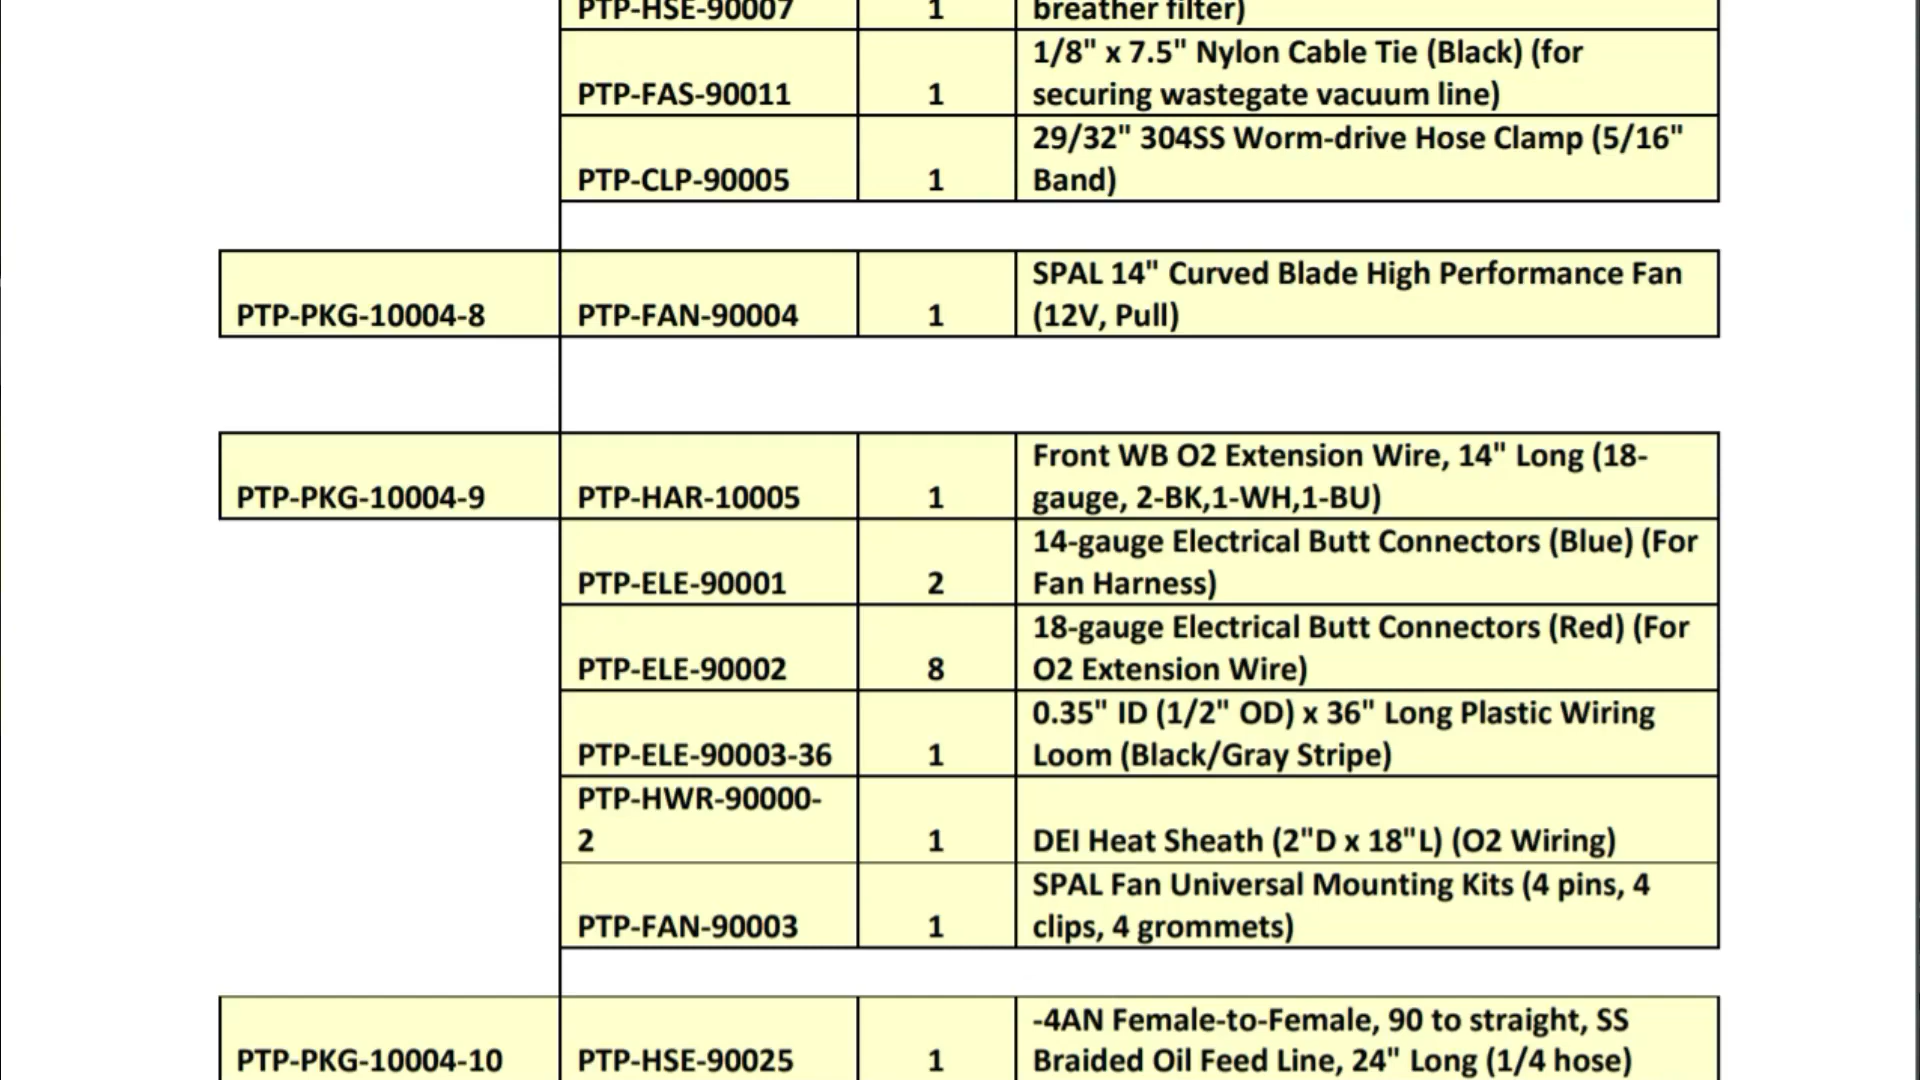 PTP-HSE-90007 1 breather filter)
1/8" x 7.5" Nylon Cable Tie (Black) (for
PTP-FAS-90011 1 securing wastegate vacuum line)
29/32" 304SS Worm-drive Hose Clamp (5/16"
PTP-CLP-90005 1 Band)
SPAL 14" Curved Blade High Performance Fan
PTP-PKG-10004-8 PTP-FAN-90004 1 (12V, Pull)
Front WB O2 Extension Wire, 14" Long (18-
PTP-PKG-10004-9 PTP-HAR-10005 1 gauge, 2-BK,1-WH,1-BU)
14-gauge Electrical Butt Connectors (Blue) (For
PTP-ELE-90001 2 Fan Harness)
18-gauge Electrical Butt Connectors (Red) (For
PTP-ELE-90002 8 O2 Extension Wire)
0.35" ID (1/2" OD) x 36" Long Plastic Wiring
PTP-ELE-90003-36 1 Loom (Black/Gray Stripe)
PTP-HWR-90000-
2 1 DEI Heat Sheath (2"D x 18"L) (O2 Wiring)
SPAL Fan Universal Mounting Kits (4 pins, 4
PTP-FAN-90003 1 clips, 4 grommets)
-4AN Female-to-Female, 90 to straight, SS
PTP-PKG-10004-10 PTP-HSE-90025 1 Braided Oil Feed Line, 24" Long (1/4 hose)